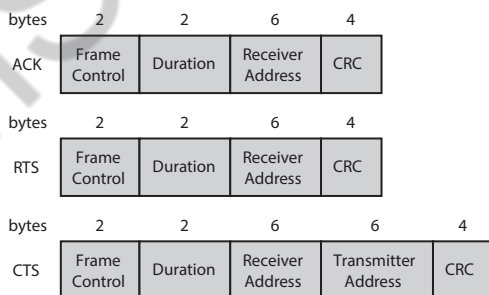 bytes 2 2 6 4
ACK Frame Control Duration Receiver Address CRC
bytes 2 2 6 4
RTS Frame Control Duration Receiver Address CRC
bytes 2 2 6 6 4
CTS Frame Control Duration Receiver Address Transmitter Address CRC